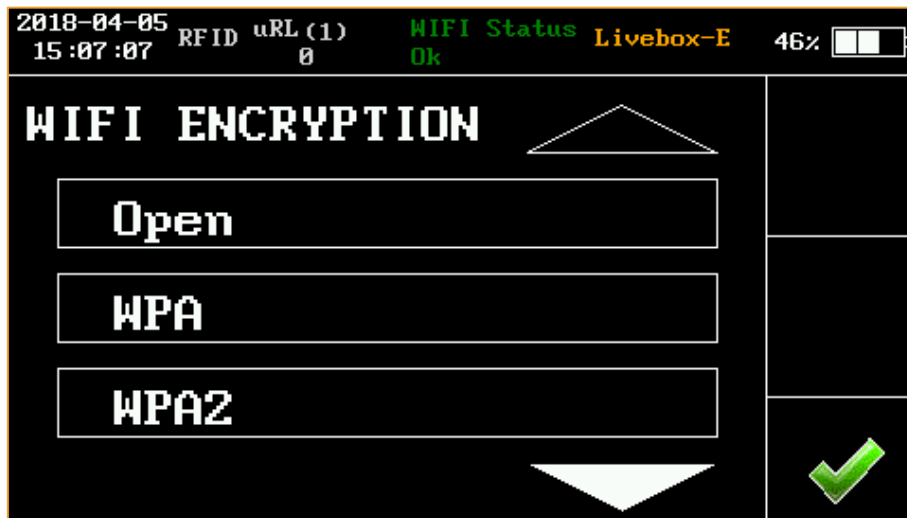 2018-04-05 RFID uRL(1) WIFI Status Livebox-E 46%
15:07:07 0 Ok
WIFI ENCRYPTION
Open
WPA
WPA2